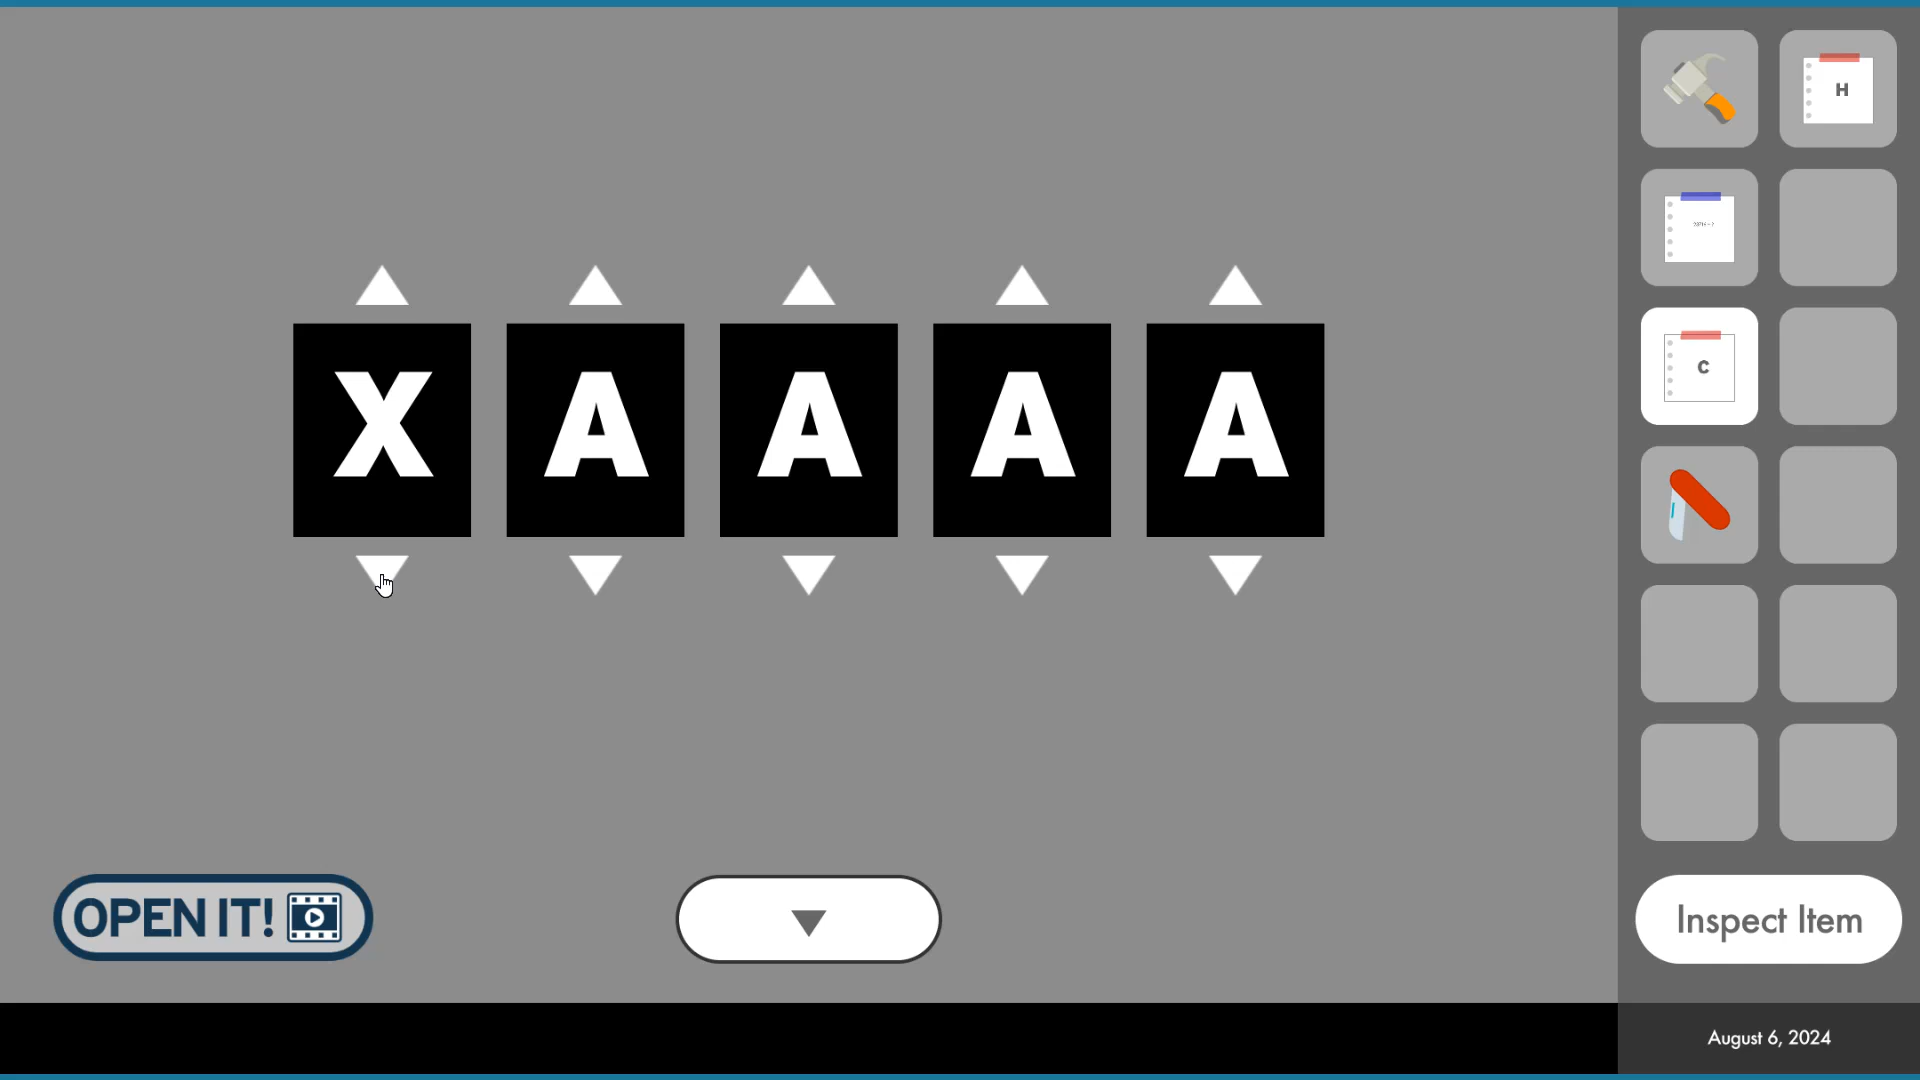 H
C
X A A A A
OPEN IT!
Inspect Item
August 6, 2024